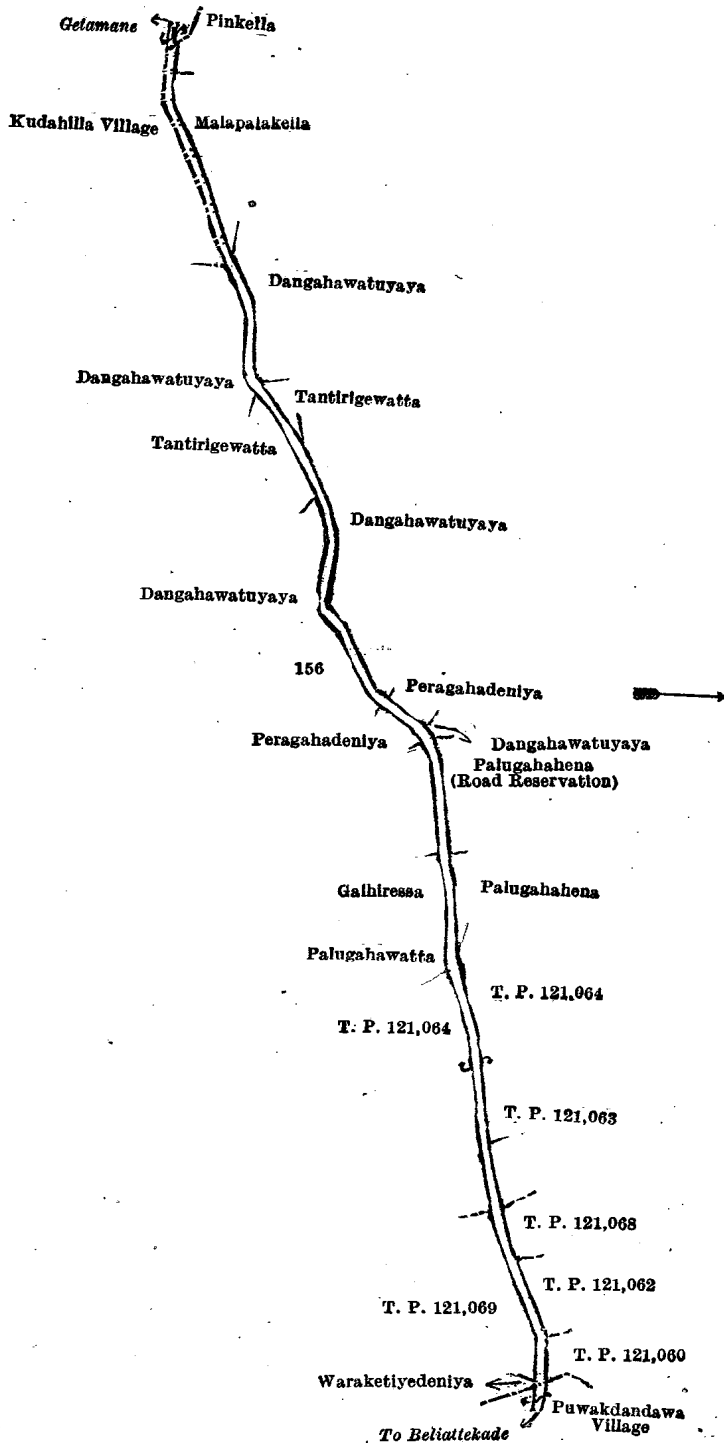 Getamane
Pinkella
Kudahilla Village
Malapalakella
Dangahawatuyaya
Dangahawatuyaya
Tantirigewatta
Tantirigewatta
Dangahawatuyaya
Dangahawatuyaya
156
Peragahadeniya
Peragahadeniya
Dangahawatuyaya
Palugahahena
(Road Reservation)
Galhiressa
Palugahahena
Palugahawatta
T. P. 121,064
T. P. 121,064
T. P. 121,063
T. P. 121,068
T. P. 121,062
T. P. 121,069
T. P. 121,060
Waraketiyedeniya
Puwakdandawa
Village
To Beliattekade